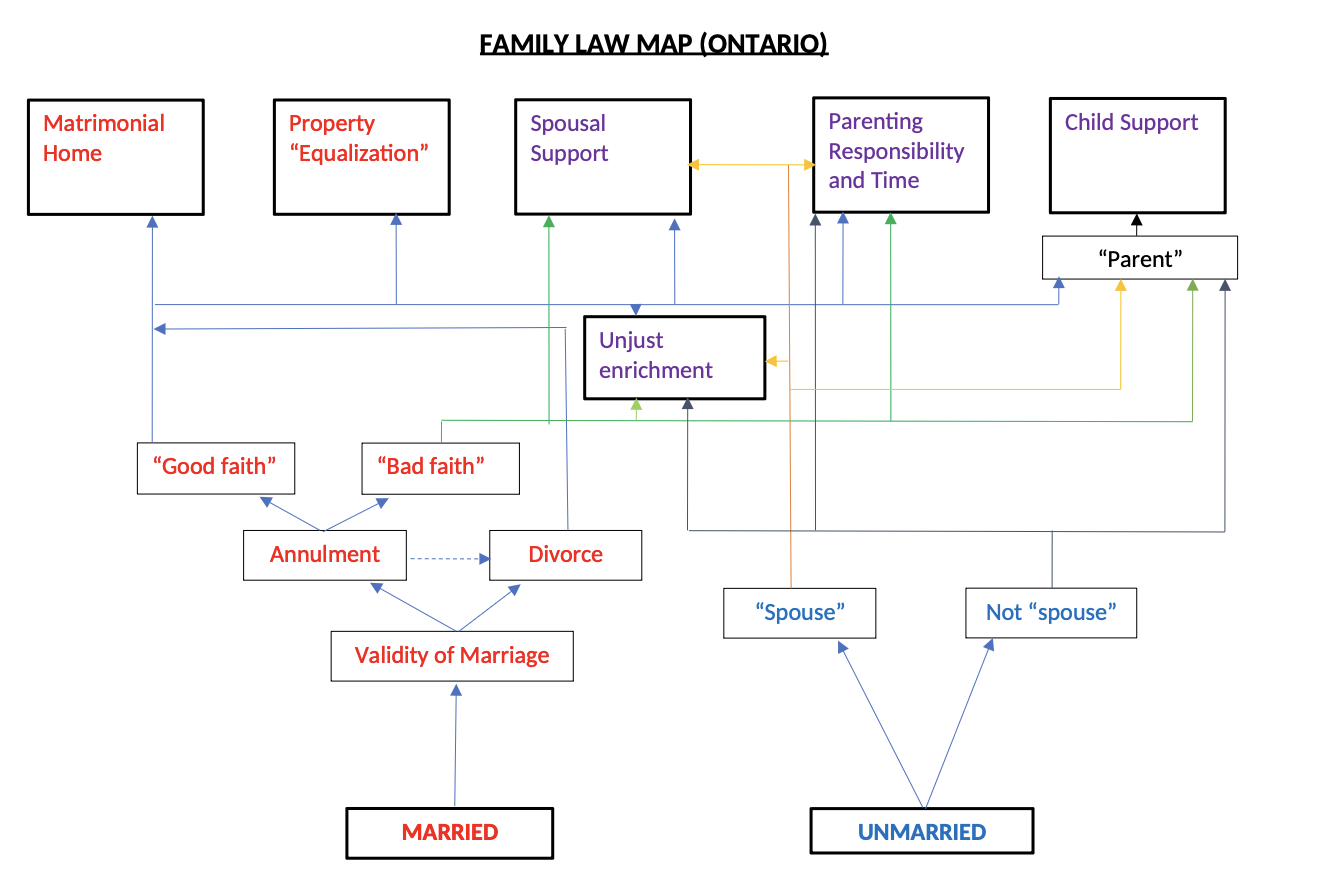 FAMILY LAW MAP (ONTARIO)
Matrimonial
Home
Property
“Equalization”
Spousal
Support
Parenting
Responsibility
and Time
Child Support
“Parent”
Unjust
enrichment
“Good faith”
“Bad faith”
Annulment
Divorce
“Spouse”
Not “spouse”
Validity of Marriage
MARRIED
UNMARRIED